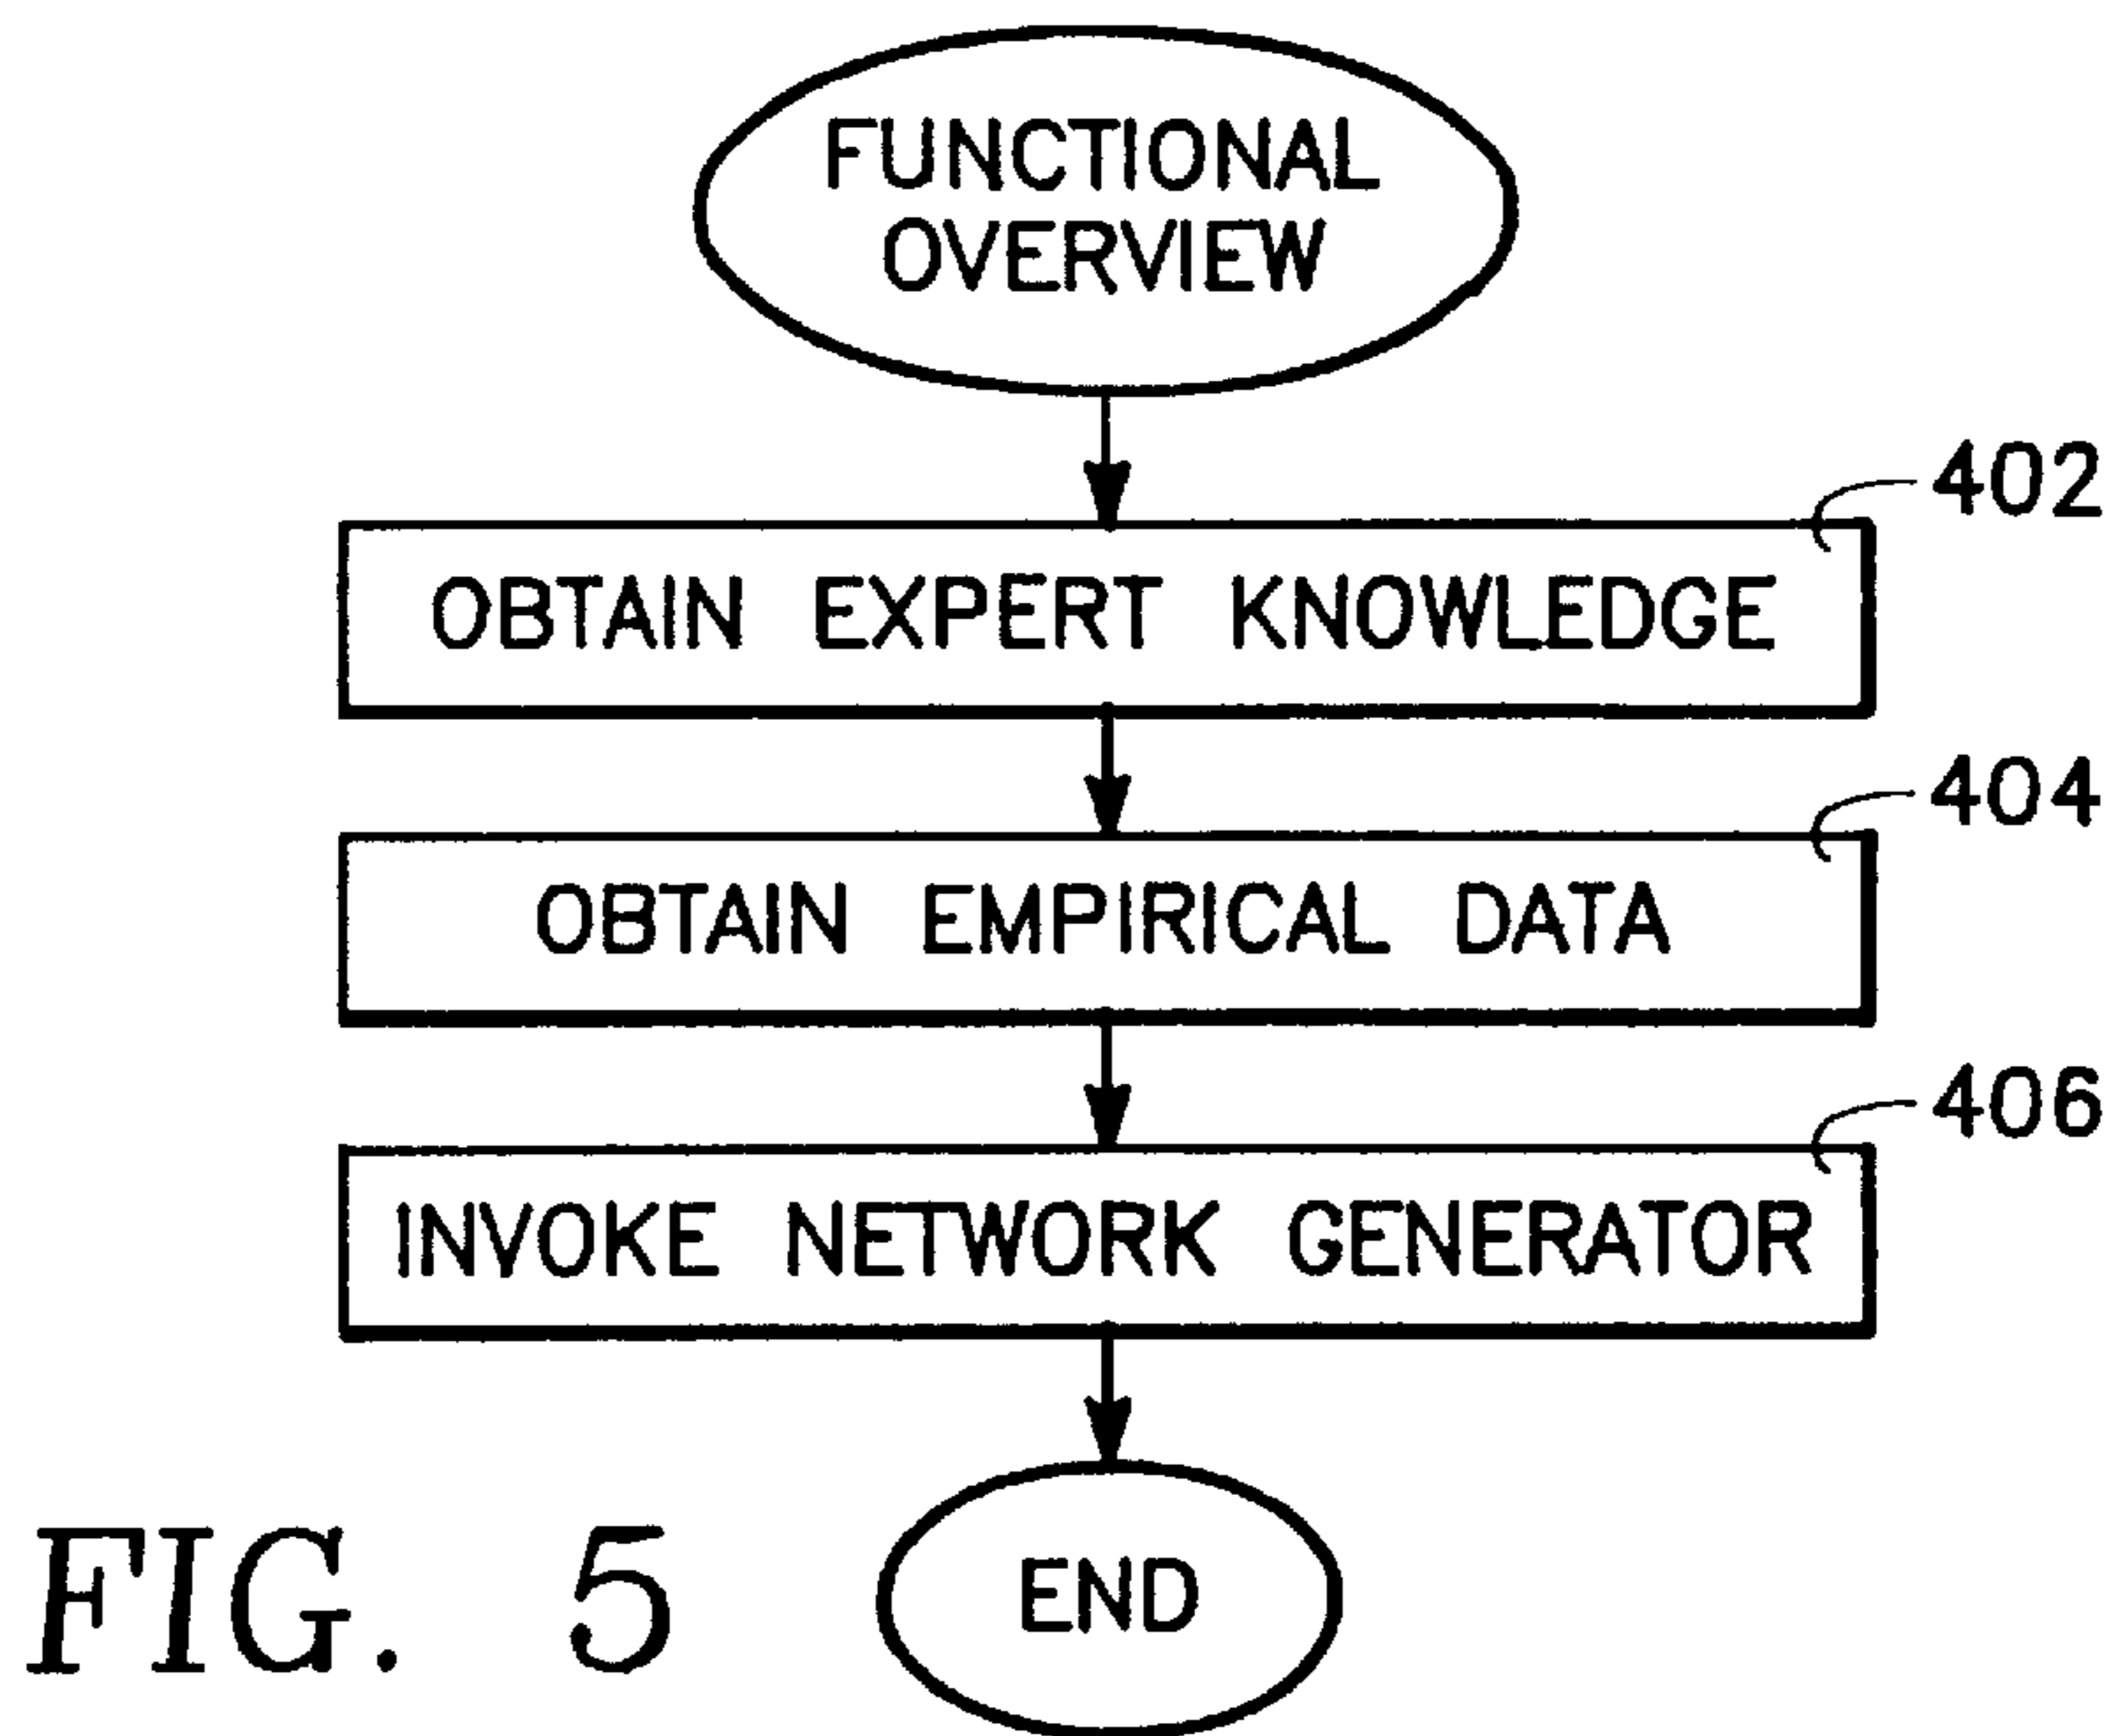 FUNCTIONAL
OVERVIEW
402
OBTAIN EXPERT KNOWLEDGE
404
OBTAIN EMPIRICAL DATA
406
INVOKE NETWORK GENERATOR
END
FIG. 5